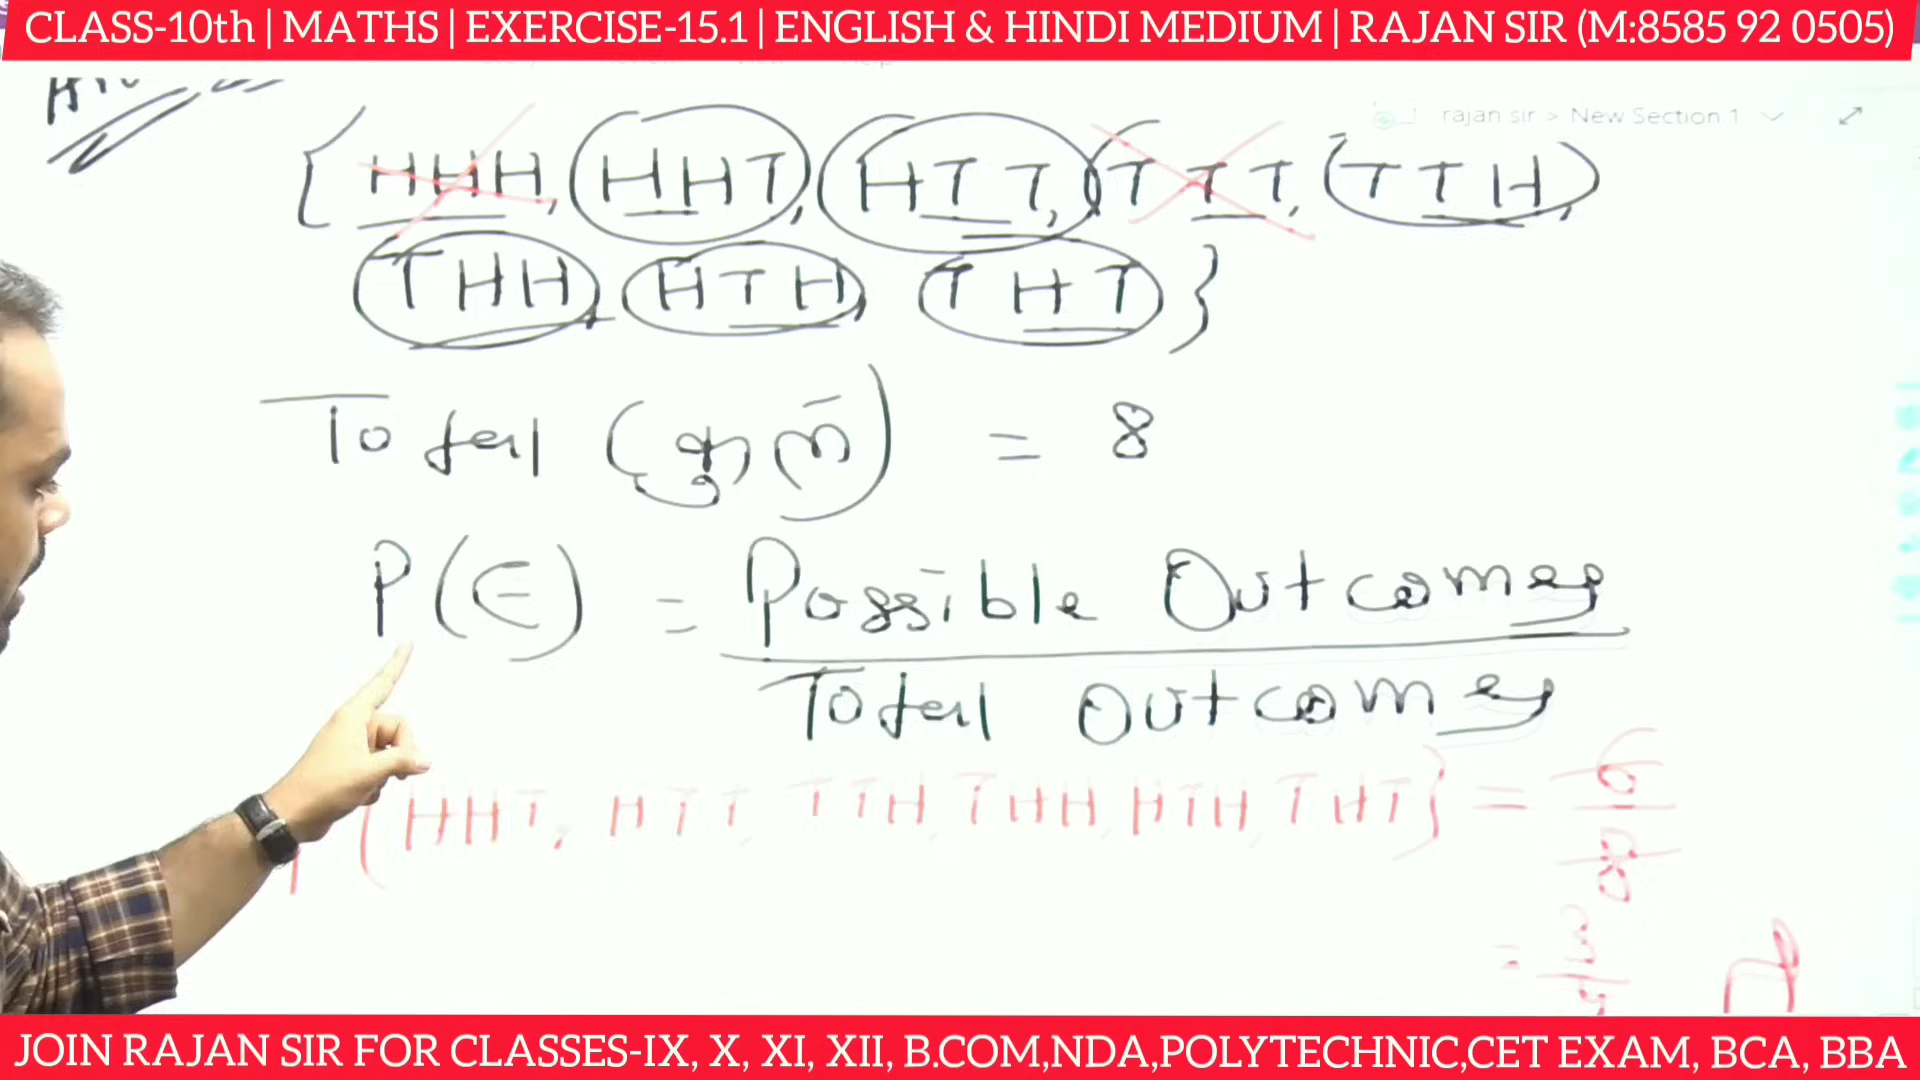 CLASS-10th | MATHS | EXERCISE-15.1 | ENGLISH & HINDI MEDIUM | RAJAN SIR (M:8585 92 0505)
rajan sir > New Section 1
{ HHH, HHT, HTT, TTT, TTH,
THH, HTH, THT }
Total (कुल) = 8
P(E) = Possible Outcomes
Total Outcomes
{HHT, HTT, TTH, THH, HTH, THT} = 6
8
= 3
4
JOIN RAJAN SIR FOR CLASSES-IX, X, XI, XII, B.COM,NDA,POLYTECHNIC,CET EXAM, BCA, BBA